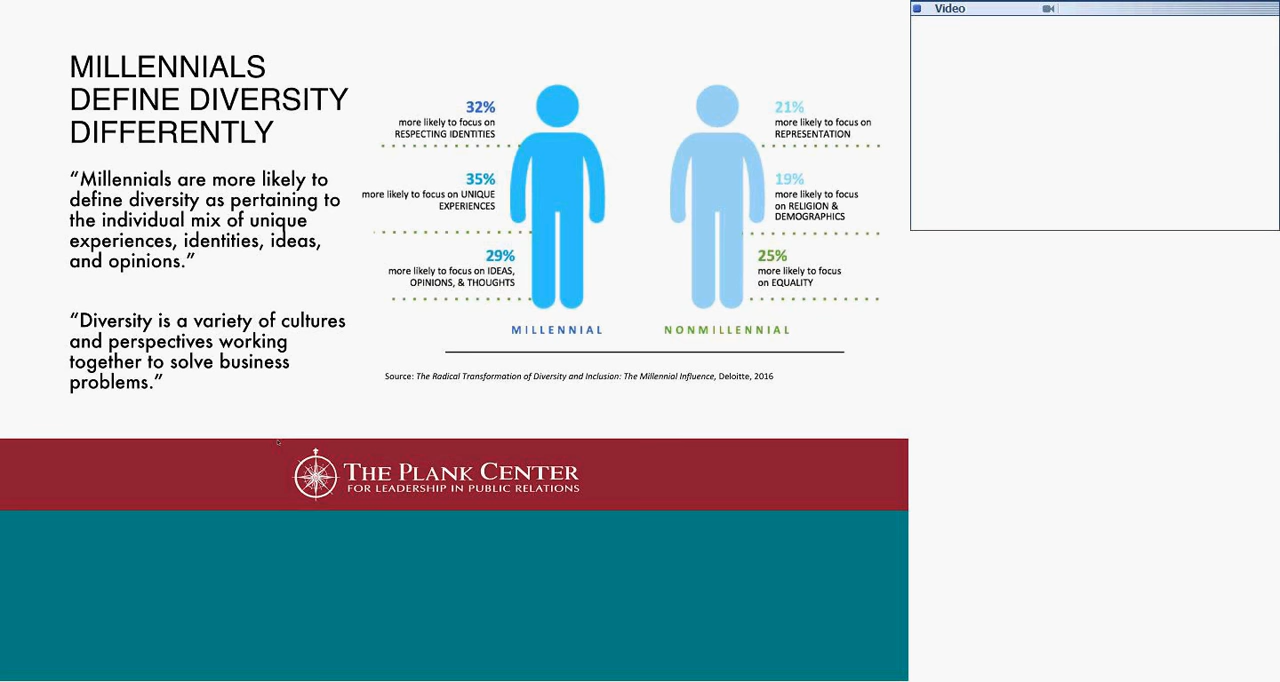 Video
MILLENNIALS
DEFINE DIVERSITY
DIFFERENTLY
“Millennials are more likely to
define diversity as pertaining to
the individual mix of unique
experiences, identities, ideas,
and opinions.”
“Diversity is a variety of cultures
and perspectives working
together to solve business
problems.”
32%
more likely to focus on
RESPECTING IDENTITIES
35%
more likely to focus on UNIQUE
EXPERIENCES
29%
more likely to focus on IDEAS,
OPINIONS, & THOUGHTS
MILLENNIAL
21%
more likely to focus on
REPRESENTATION
19%
more likely to focus
on RELIGION &
DEMOGRAPHICS
25%
more likely to focus
on EQUALITY
NONMILLENNIAL
Source: The Radical Transformation of Diversity and Inclusion: The Millennial Influence, Deloitte, 2016
THE PLANK CENTER
FOR LEADERSHIP IN PUBLIC RELATIONS